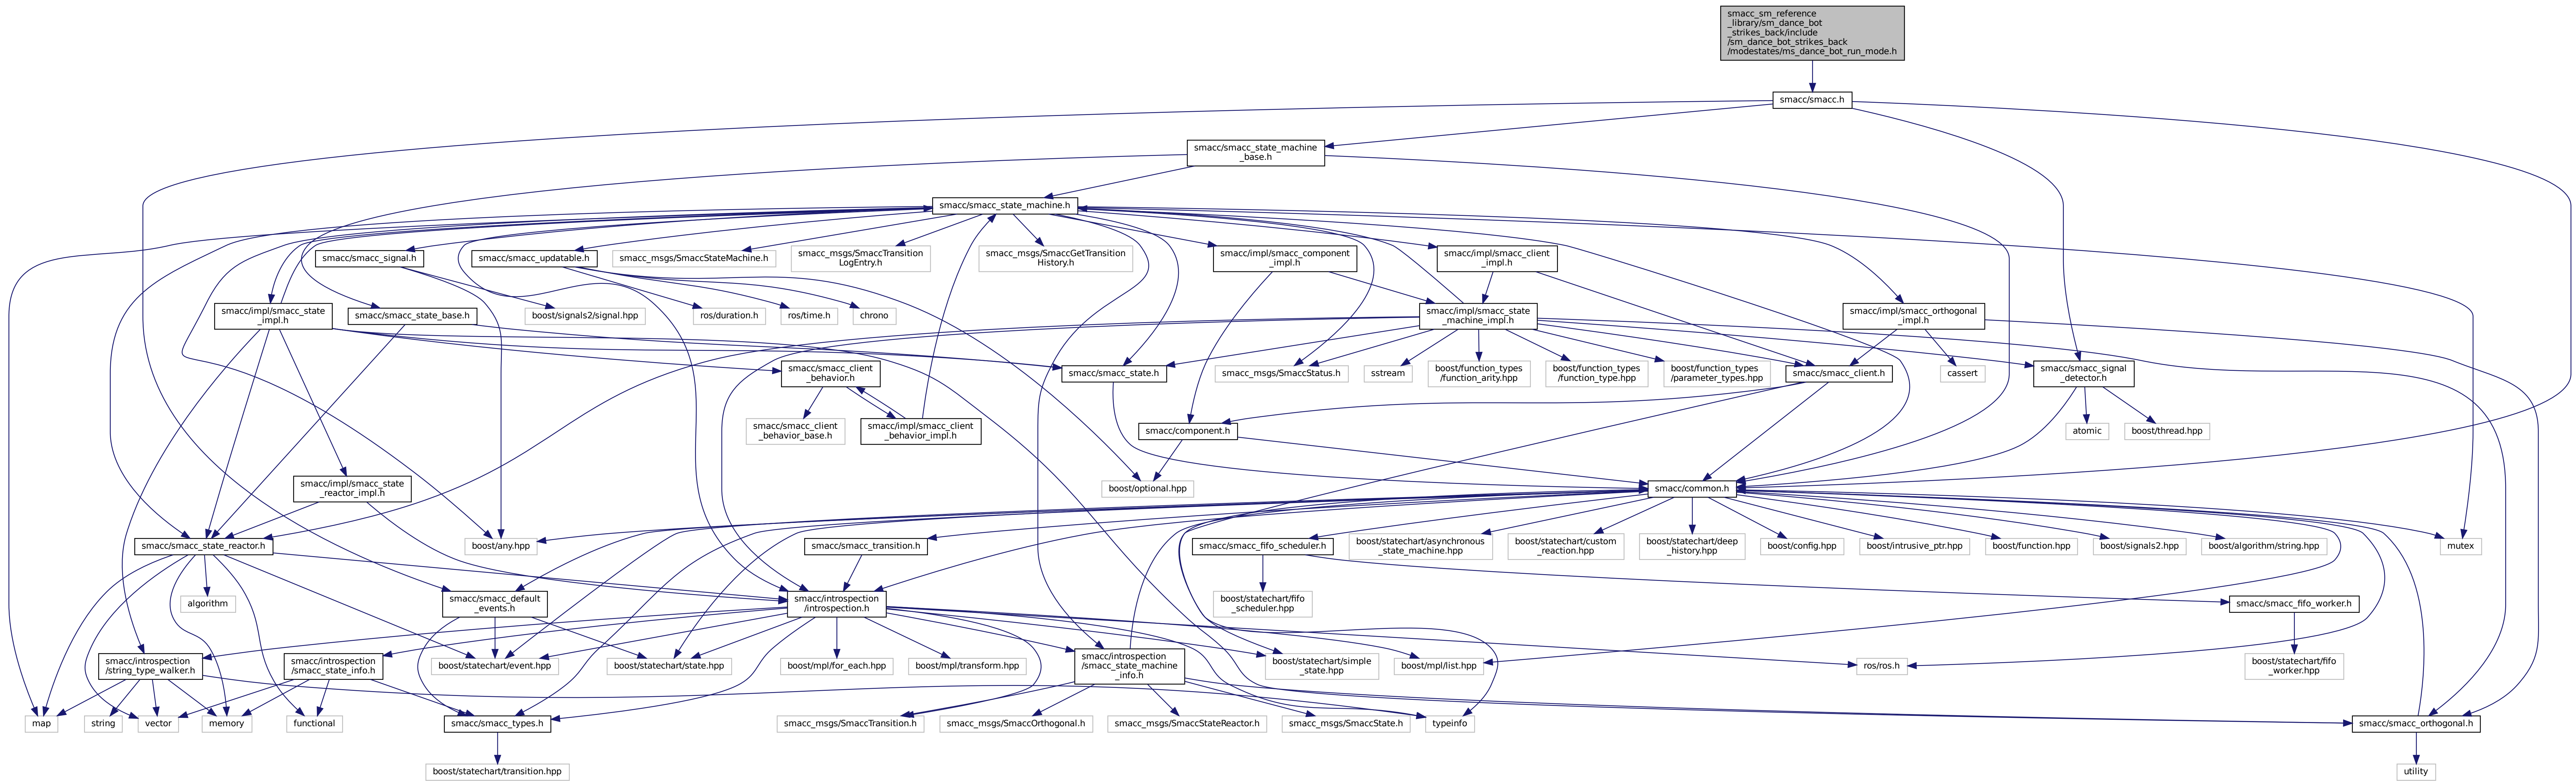 smacc_sm_reference
_library/sm_dance_bot
_strikes_back/include
/sm_dance_bot_strikes_back
/modestates/ms_dance_bot_run_mode.h
smacc/smacc.h
smacc/smacc_state_machine
_base.h
smacc/smacc_state_machine.h
smacc/smacc_signal.h
smacc/smacc_updatable.h
smacc_msgs/SmaccStateMachine.h
smacc_msgs/SmaccTransition
LogEntry.h
smacc_msgs/SmaccGetTransition
History.h
smacc/impl/smacc_component
_impl.h
smacc/impl/smacc_client
_impl.h
smacc/impl/smacc_state
_impl.h
smacc/smacc_state_base.h
boost/signals2/signal.hpp
ros/duration.h
ros/time.h
chrono
smacc/impl/smacc_state
_machine_impl.h
smacc/impl/smacc_orthogonal
_impl.h
smacc/smacc_client
_behavior.h
smacc/smacc_state.h
smacc_msgs/SmaccStatus.h
sstream
boost/function_types
/function_arity.hpp
boost/function_types
/function_type.hpp
boost/function_types
/parameter_types.hpp
smacc/smacc_client.h
cassert
smacc/smacc_signal
_detector.h
smacc/smacc_client
_behavior_base.h
smacc/impl/smacc_client
_behavior_impl.h
smacc/component.h
atomic
boost/thread.hpp
smacc/impl/smacc_state
_reactor_impl.h
boost/optional.hpp
smacc/common.h
smacc/smacc_state_reactor.h
boost/any.hpp
smacc/smacc_transition.h
smacc/smacc_fifo_scheduler.h
boost/statechart/asynchronous
_state_machine.hpp
boost/statechart/custom
_reaction.hpp
boost/statechart/deep
_history.hpp
boost/config.hpp
boost/intrusive_ptr.hpp
boost/function.hpp
boost/signals2.hpp
boost/algorithm/string.hpp
mutex
algorithm
smacc/smacc_default
_events.h
smacc/introspection
/introspection.h
boost/statechart/fifo
_scheduler.hpp
smacc/smacc_fifo_worker.h
smacc/introspection
/string_type_walker.h
smacc/introspection
/smacc_state_info.h
boost/statechart/event.hpp
boost/statechart/state.hpp
boost/mpl/for_each.hpp
boost/mpl/transform.hpp
smacc/introspection
/smacc_state_machine
_info.h
boost/statechart/simple
_state.hpp
boost/mpl/list.hpp
ros/ros.h
boost/statechart/fifo
_worker.hpp
map
string
vector
memory
functional
smacc/smacc_types.h
smacc_msgs/SmaccTransition.h
smacc_msgs/SmaccOrthogonal.h
smacc_msgs/SmaccStateReactor.h
smacc_msgs/SmaccState.h
typeinfo
smacc/smacc_orthogonal.h
boost/statechart/transition.hpp
utility